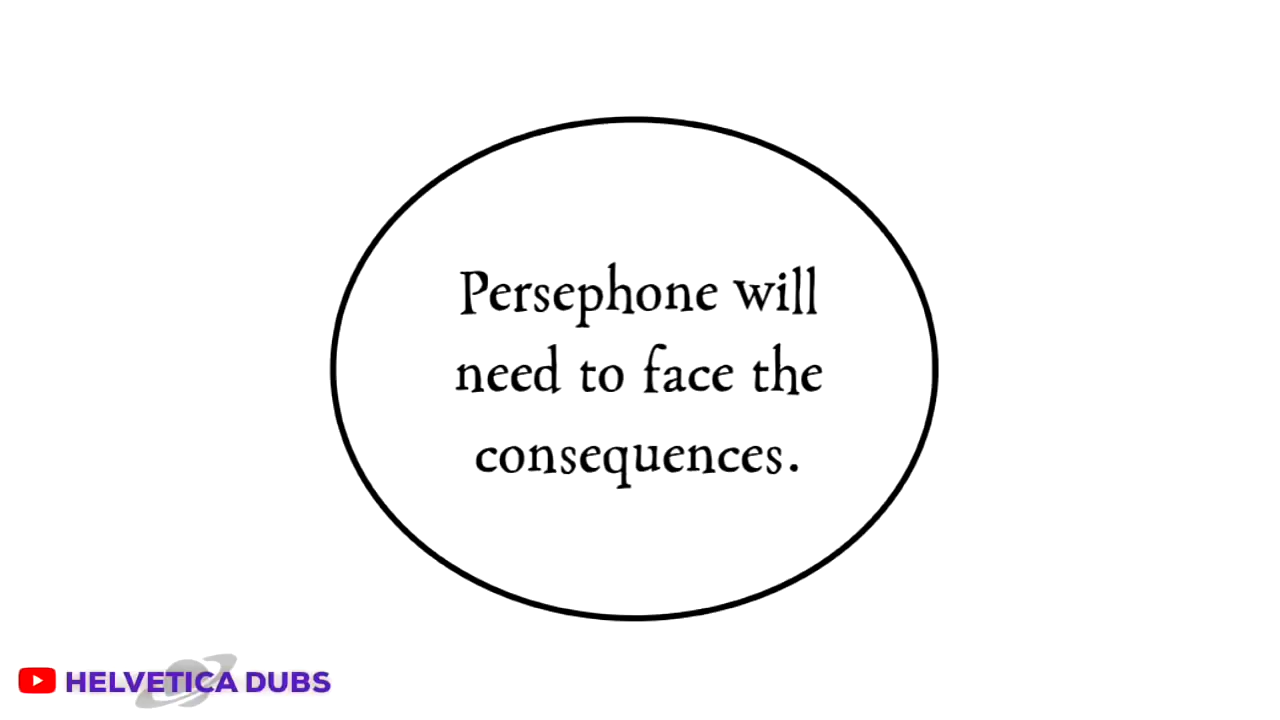 Persephone will
need to face the
consequences.
HELVETICA DUBS